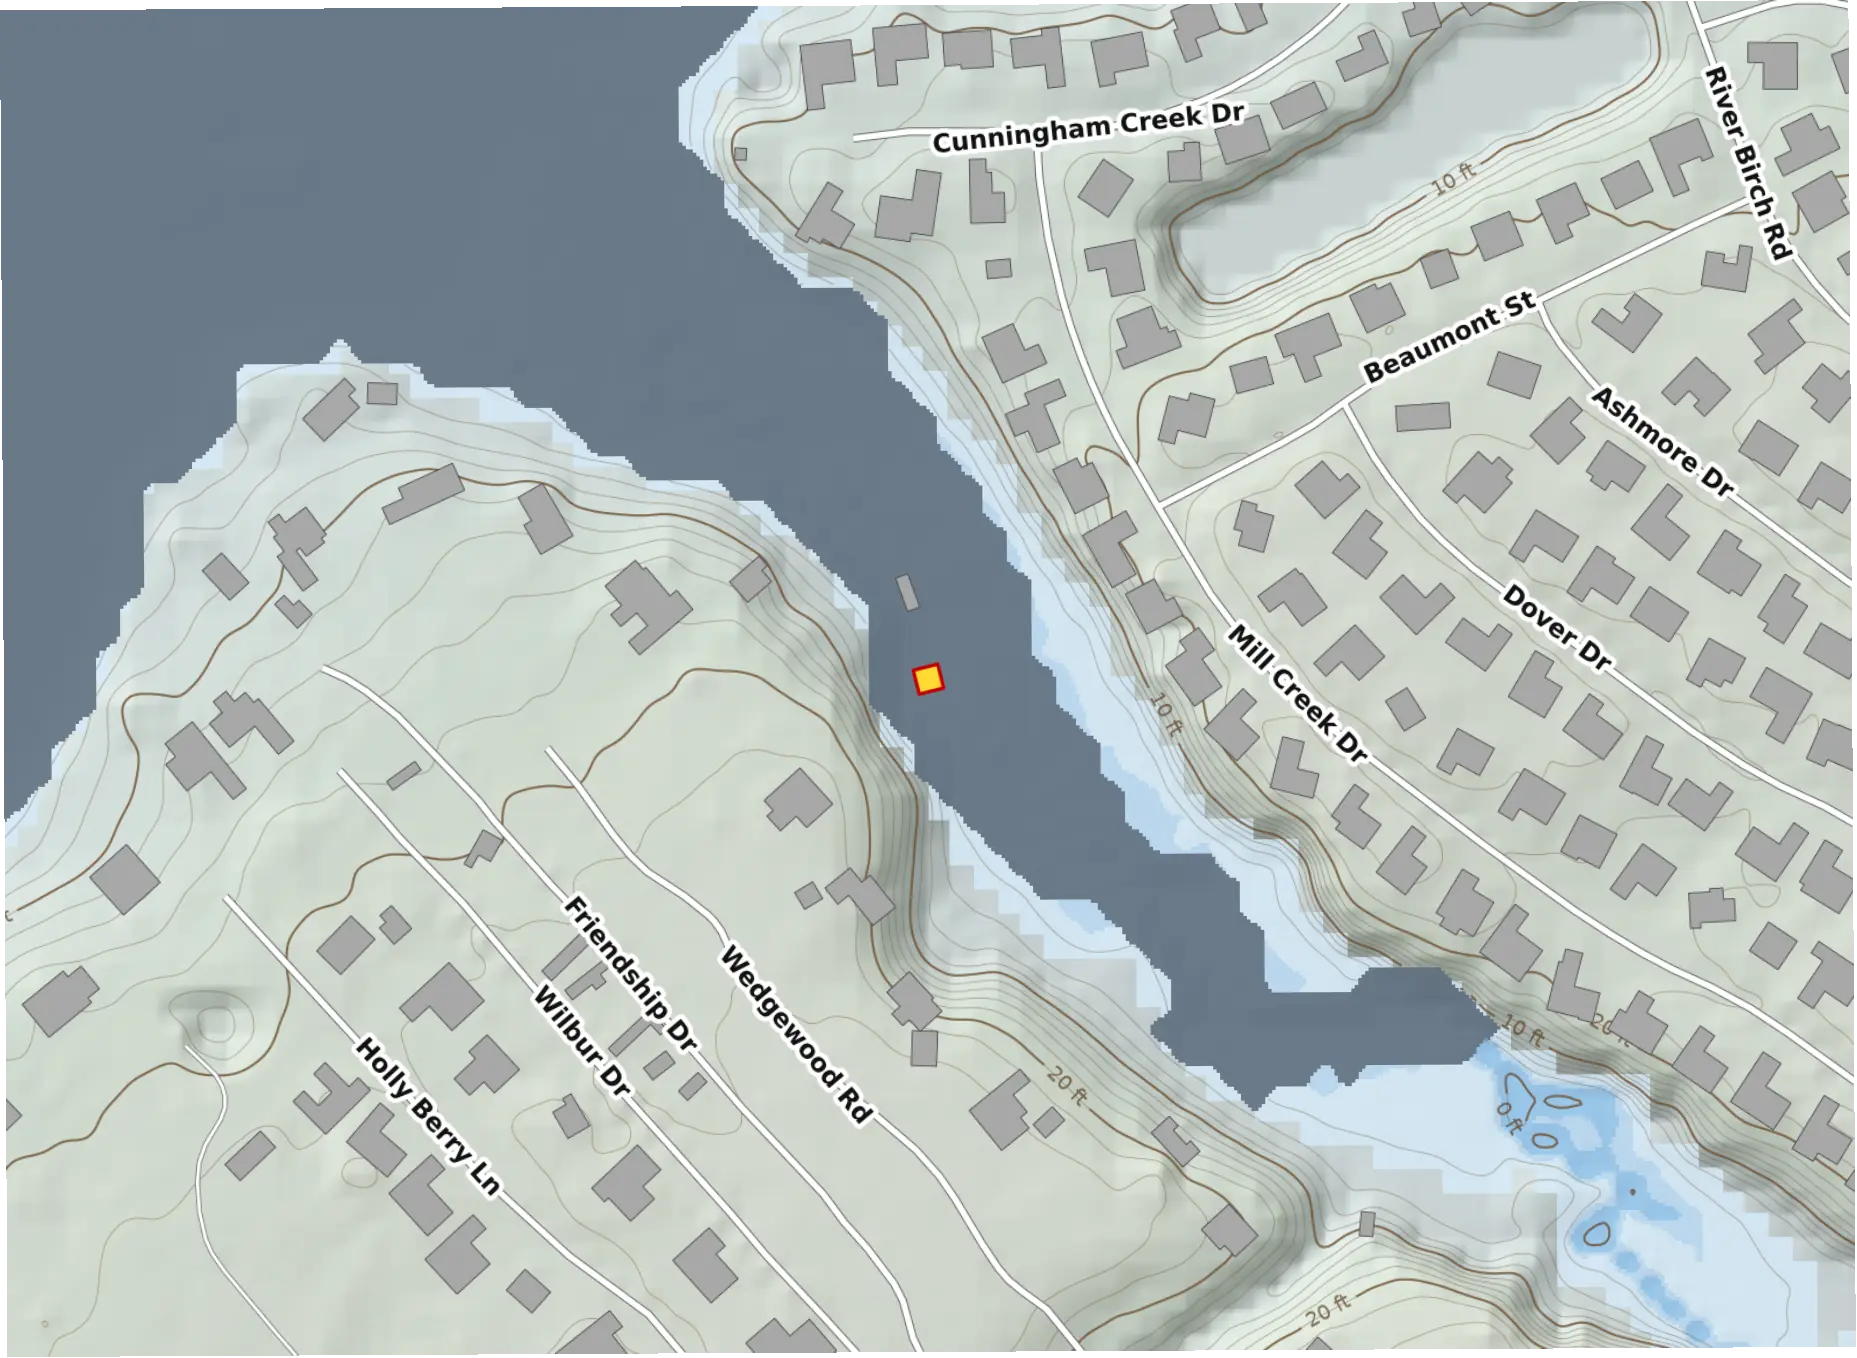 Cunningham Creek Dr
River Birch Rd
10 ft
Beaumont St
Ashmore Dr
Dover Dr
Mill Creek Dr
10 ft
Friendship Dr
Wedgewood Rd
Wilbur Dr
Holly Berry Ln
20 ft
10 ft
20 ft
0 ft
20 ft